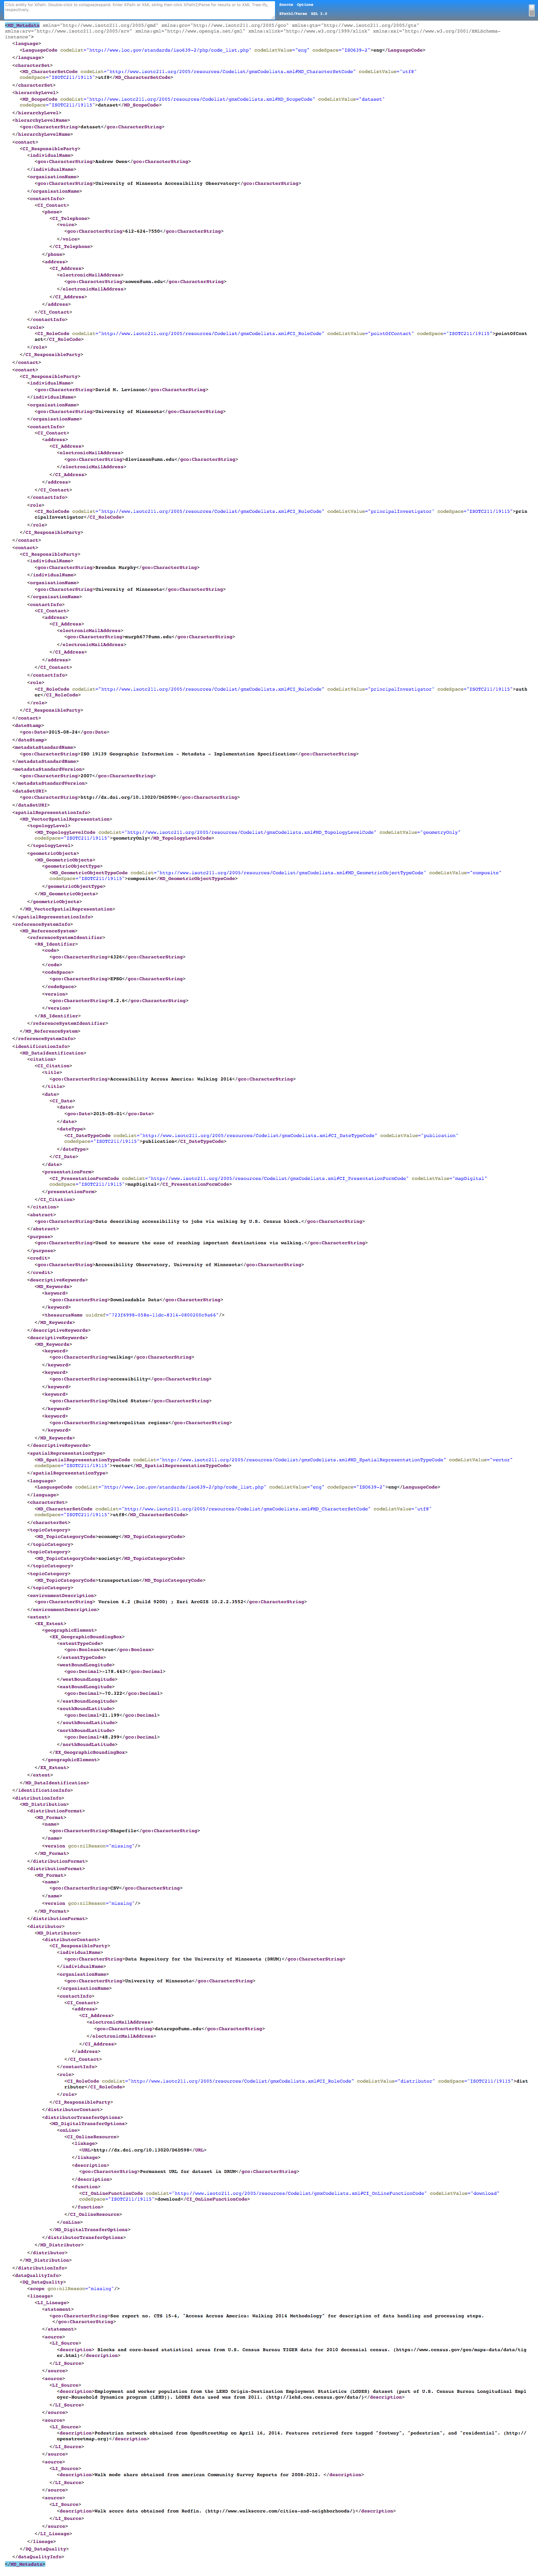 Click entity for XPath. Double-click to collapse/expand. Enter XPath or XML string then click XPath?/Parse for results or to XML Tree-ify,
respectively.
Source Options
XPath?/Parse XSL 2.0
<MD_Metadata xmlns="http://www.isotc211.org/2005/gmd" xmlns:gco="http://www.isotc211.org/2005/gco" xmlns:gts="http://www.isotc211.org/2005/gts"
xmlns:srv="http://www.isotc211.org/2005/srv" xmlns:gml="http://www.opengis.net/gml" xmlns:xlink="http://www.w3.org/1999/xlink" xmlns:xsi="http://www.w3.org/2001/XMLSchema-
instance">
<language>
<LanguageCode codeList="http://www.loc.gov/standards/iso639-2/php/code_list.php" codeListValue="eng" codeSpace="ISO639-2">eng</LanguageCode>
</language>
<characterSet>
<MD_CharacterSetCode codeList="http://www.isotc211.org/2005/resources/Codelist/gmxCodelists.xml#MD_CharacterSetCode" codeListValue="utf8"
codeSpace="ISOTC211/19115">utf8</MD_CharacterSetCode>
</characterSet>
<hierarchyLevel>
<MD_ScopeCode codeList="http://www.isotc211.org/2005/resources/Codelist/gmxCodelists.xml#MD_ScopeCode" codeListValue="dataset"
codeSpace="ISOTC211/19115">dataset</MD_ScopeCode>
</hierarchyLevel>
<hierarchyLevelName>
<gco:CharacterString>dataset</gco:CharacterString>
</hierarchyLevelName>
<contact>
<CI_ResponsibleParty>
<individualName>
<gco:CharacterString>Andrew Owen</gco:CharacterString>
</individualName>
<organisationName>
<gco:CharacterString>University of Minnesota Accessibility Observatory</gco:CharacterString>
</organisationName>
<contactInfo>
<CI_Contact>
<phone>
<CI_Telephone>
<voice>
<gco:CharacterString>612-624-7550</gco:CharacterString>
</voice>
</CI_Telephone>
</phone>
<address>
<CI_Address>
<electronicMailAddress>
<gco:CharacterString>aowen@umn.edu</gco:CharacterString>
</electronicMailAddress>
</CI_Address>
</address>
</CI_Contact>
</contactInfo>
<role>
<CI_RoleCode codeList="http://www.isotc211.org/2005/resources/Codelist/gmxCodelists.xml#CI_RoleCode" codeListValue="pointOfContact" codeSpace="ISOTC211/19115">pointOfCont
act</CI_RoleCode>
</role>
</CI_ResponsibleParty>
</contact>
<contact>
<CI_ResponsibleParty>
<individualName>
<gco:CharacterString>David M. Levinson</gco:CharacterString>
</individualName>
<organisationName>
<gco:CharacterString>University of Minnesota</gco:CharacterString>
</organisationName>
<contactInfo>
<CI_Contact>
<address>
<CI_Address>
<electronicMailAddress>
<gco:CharacterString>dlevinson@umn.edu</gco:CharacterString>
</electronicMailAddress>
</CI_Address>
</address>
</CI_Contact>
</contactInfo>
<role>
<CI_RoleCode codeList="http://www.isotc211.org/2005/resources/Codelist/gmxCodelists.xml#CI_RoleCode" codeListValue="principalInvestigator" codeSpace="ISOTC211/19115">prin
cipalInvestigator</CI_RoleCode>
</role>
</CI_ResponsibleParty>
</contact>
<contact>
<CI_ResponsibleParty>
<individualName>
<gco:CharacterString>Brendan Murphy</gco:CharacterString>
</individualName>
<organisationName>
<gco:CharacterString>University of Minnesota</gco:CharacterString>
</organisationName>
<contactInfo>
<CI_Contact>
<address>
<CI_Address>
<electronicMailAddress>
<gco:CharacterString>murph677@umn.edu</gco:CharacterString>
</electronicMailAddress>
</CI_Address>
</address>
</CI_Contact>
</contactInfo>
<role>
<CI_RoleCode codeList="http://www.isotc211.org/2005/resources/Codelist/gmxCodelists.xml#CI_RoleCode" codeListValue="principalInvestigator" codeSpace="ISOTC211/19115">auth
or</CI_RoleCode>
</role>
</CI_ResponsibleParty>
</contact>
<dateStamp>
<gco:Date>2015-08-24</gco:Date>
</dateStamp>
<metadataStandardName>
<gco:CharacterString>ISO 19139 Geographic Information - Metadata - Implementation Specification</gco:CharacterString>
</metadataStandardName>
<metadataStandardVersion>
<gco:CharacterString>2007</gco:CharacterString>
</metadataStandardVersion>
<dataSetURI>
<gco:CharacterString>http://dx.doi.org/10.13020/D6D598</gco:CharacterString>
</dataSetURI>
<spatialRepresentationInfo>
<MD_VectorSpatialRepresentation>
<topologyLevel>
<MD_TopologyLevelCode codeList="http://www.isotc211.org/2005/resources/Codelist/gmxCodelists.xml#MD_TopologyLevelCode" codeListValue="geometryOnly"
codeSpace="ISOTC211/19115">geometryOnly</MD_TopologyLevelCode>
</topologyLevel>
<geometricObjects>
<MD_GeometricObjects>
<geometricObjectType>
<MD_GeometricObjectTypeCode codeList="http://www.isotc211.org/2005/resources/Codelist/gmxCodelists.xml#MD_GeometricObjectTypeCode" codeListValue="composite"
codeSpace="ISOTC211/19115">composite</MD_GeometricObjectTypeCode>
</geometricObjectType>
</MD_GeometricObjects>
</geometricObjects>
</MD_VectorSpatialRepresentation>
</spatialRepresentationInfo>
<referenceSystemInfo>
<MD_ReferenceSystem>
<referenceSystemIdentifier>
<RS_Identifier>
<code>
<gco:CharacterString>4326</gco:CharacterString>
</code>
<codeSpace>
<gco:CharacterString>EPSG</gco:CharacterString>
</codeSpace>
<version>
<gco:CharacterString>8.2.6</gco:CharacterString>
</version>
</RS_Identifier>
</referenceSystemIdentifier>
</MD_ReferenceSystem>
</referenceSystemInfo>
<identificationInfo>
<MD_DataIdentification>
<citation>
<CI_Citation>
<title>
<gco:CharacterString>Accessibility Across America: Walking 2014</gco:CharacterString>
</title>
<date>
<CI_Date>
<date>
<gco:Date>2015-05-01</gco:Date>
</date>
<dateType>
<CI_DateTypeCode codeList="http://www.isotc211.org/2005/resources/Codelist/gmxCodelists.xml#CI_DateTypeCode" codeListValue="publication"
codeSpace="ISOTC211/19115">publication</CI_DateTypeCode>
</dateType>
</CI_Date>
</date>
<presentationForm>
<CI_PresentationFormCode codeList="http://www.isotc211.org/2005/resources/Codelist/gmxCodelists.xml#CI_PresentationFormCode" codeListValue="mapDigital"
codeSpace="ISOTC211/19115">mapDigital</CI_PresentationFormCode>
</presentationForm>
</CI_Citation>
</citation>
<abstract>
<gco:CharacterString>Data describing accessibility to jobs via walking by U.S. Census block.</gco:CharacterString>
</abstract>
<purpose>
<gco:CharacterString>Used to measure the ease of reaching important destinations via walking.</gco:CharacterString>
</purpose>
<credit>
<gco:CharacterString>Accessibility Observatory, University of Minnesota</gco:CharacterString>
</credit>
<descriptiveKeywords>
<MD_Keywords>
<keyword>
<gco:CharacterString>Downloadable Data</gco:CharacterString>
</keyword>
<thesaurusName uuidref="723f6998-058e-11dc-8314-0800200c9a66"/>
</MD_Keywords>
</descriptiveKeywords>
<descriptiveKeywords>
<MD_Keywords>
<keyword>
<gco:CharacterString>walking</gco:CharacterString>
</keyword>
<keyword>
<gco:CharacterString>accessibility</gco:CharacterString>
</keyword>
<keyword>
<gco:CharacterString>United States</gco:CharacterString>
</keyword>
<keyword>
<gco:CharacterString>metropolitan regions</gco:CharacterString>
</keyword>
</MD_Keywords>
</descriptiveKeywords>
<spatialRepresentationType>
<MD_SpatialRepresentationTypeCode codeList="http://www.isotc211.org/2005/resources/Codelist/gmxCodelists.xml#MD_SpatialRepresentationTypeCode" codeListValue="vector"
codeSpace="ISOTC211/19115">vector</MD_SpatialRepresentationTypeCode>
</spatialRepresentationType>
<language>
<LanguageCode codeList="http://www.loc.gov/standards/iso639-2/php/code_list.php" codeListValue="eng" codeSpace="ISO639-2">eng</LanguageCode>
</language>
<characterSet>
<MD_CharacterSetCode codeList="http://www.isotc211.org/2005/resources/Codelist/gmxCodelists.xml#MD_CharacterSetCode" codeListValue="utf8"
codeSpace="ISOTC211/19115">utf8</MD_CharacterSetCode>
</characterSet>
<topicCategory>
<MD_TopicCategoryCode>economy</MD_TopicCategoryCode>
</topicCategory>
<topicCategory>
<MD_TopicCategoryCode>society</MD_TopicCategoryCode>
</topicCategory>
<topicCategory>
<MD_TopicCategoryCode>transportation</MD_TopicCategoryCode>
</topicCategory>
<environmentDescription>
<gco:CharacterString> Version 6.2 (Build 9200) ; Esri ArcGIS 10.2.2.3552</gco:CharacterString>
</environmentDescription>
<extent>
<EX_Extent>
<geographicElement>
<EX_GeographicBoundingBox>
<extentTypeCode>
<gco:Boolean>true</gco:Boolean>
</extentTypeCode>
<westBoundLongitude>
<gco:Decimal>-178.443</gco:Decimal>
</westBoundLongitude>
<eastBoundLongitude>
<gco:Decimal>-70.322</gco:Decimal>
</eastBoundLongitude>
<southBoundLatitude>
<gco:Decimal>21.199</gco:Decimal>
</southBoundLatitude>
<northBoundLatitude>
<gco:Decimal>48.299</gco:Decimal>
</northBoundLatitude>
</EX_GeographicBoundingBox>
</geographicElement>
</EX_Extent>
</extent>
</MD_DataIdentification>
</identificationInfo>
<distributionInfo>
<MD_Distribution>
<distributionFormat>
<MD_Format>
<name>
<gco:CharacterString>Shapefile</gco:CharacterString>
</name>
<version gco:nilReason="missing"/>
</MD_Format>
</distributionFormat>
<distributionFormat>
<MD_Format>
<name>
<gco:CharacterString>CSV</gco:CharacterString>
</name>
<version gco:nilReason="missing"/>
</MD_Format>
</distributionFormat>
<distributor>
<MD_Distributor>
<distributorContact>
<CI_ResponsibleParty>
<individualName>
<gco:CharacterString>Data Repository for the University of Minnesota (DRUM)</gco:CharacterString>
</individualName>
<organisationName>
<gco:CharacterString>University of Minnesota</gco:CharacterString>
</organisationName>
<contactInfo>
<CI_Contact>
<address>
<CI_Address>
<electronicMailAddress>
<gco:CharacterString>datarepo@umn.edu</gco:CharacterString>
</electronicMailAddress>
</CI_Address>
</address>
</CI_Contact>
</contactInfo>
<role>
<CI_RoleCode codeList="http://www.isotc211.org/2005/resources/Codelist/gmxCodelists.xml#CI_RoleCode" codeListValue="distributor" codeSpace="ISOTC211/19115">dist
ributor</CI_RoleCode>
</role>
</CI_ResponsibleParty>
</distributorContact>
<distributorTransferOptions>
<MD_DigitalTransferOptions>
<onLine>
<CI_OnlineResource>
<linkage>
<URL>http://dx.doi.org/10.13020/D6D598</URL>
</linkage>
<description>
<gco:CharacterString>Permanent URL for dataset in DRUM</gco:CharacterString>
</description>
<function>
<CI_OnLineFunctionCode codeList="http://www.isotc211.org/2005/resources/Codelist/gmxCodelists.xml#CI_OnLineFunctionCode" codeListValue="download"
codeSpace="ISOTC211/19115">download</CI_OnLineFunctionCode>
</function>
</CI_OnlineResource>
</onLine>
</MD_DigitalTransferOptions>
</distributorTransferOptions>
</MD_Distributor>
</distributor>
</MD_Distribution>
</distributionInfo>
<dataQualityInfo>
<DQ_DataQuality>
<scope gco:nilReason="missing"/>
<lineage>
<LI_Lineage>
<statement>
<gco:CharacterString>See report no. CTS 15-6, "Access Across America: Walking 2014 Methodology" for description of data handling and processing steps.
</gco:CharacterString>
</statement>
<source>
<LI_Source>
<description> Blocks and core-based statistical areas from U.S. Census Bureau TIGER data for 2010 decennial census. (https://www.census.gov/geo/maps-data/data/tig
er.html)</description>
</LI_Source>
</source>
<source>
<LI_Source>
<description>Employment and worker population from the LEHD Origin-Destination Employment Statistics (LODES) dataset (part of U.S. Census Bureau Longitudinal Empl
oyer-Household Dynamics program (LEHD)). LODES data used was from 2011. (http://lehd.ces.census.gov/data/)</description>
</LI_Source>
</source>
<source>
<LI_Source>
<description>Pedestrian network obtained from OpenStreetMap on April 16, 2014. Features retrieved were tagged "footway", "pedestrian", and "residential". (http://
openstreetmap.org)</description>
</LI_Source>
</source>
<source>
<LI_Source>
<description>Walk mode share obtained from american Community Survey Reports for 2008-2012. </description>
</LI_Source>
</source>
<source>
<LI_Source>
<description>Walk score data obtained from Redfin. (http://www.walkscore.com/cities-and-neighborhoods/)</description>
</LI_Source>
</source>
</LI_Lineage>
</lineage>
</DQ_DataQuality>
</dataQualityInfo>
</MD_Metadata>